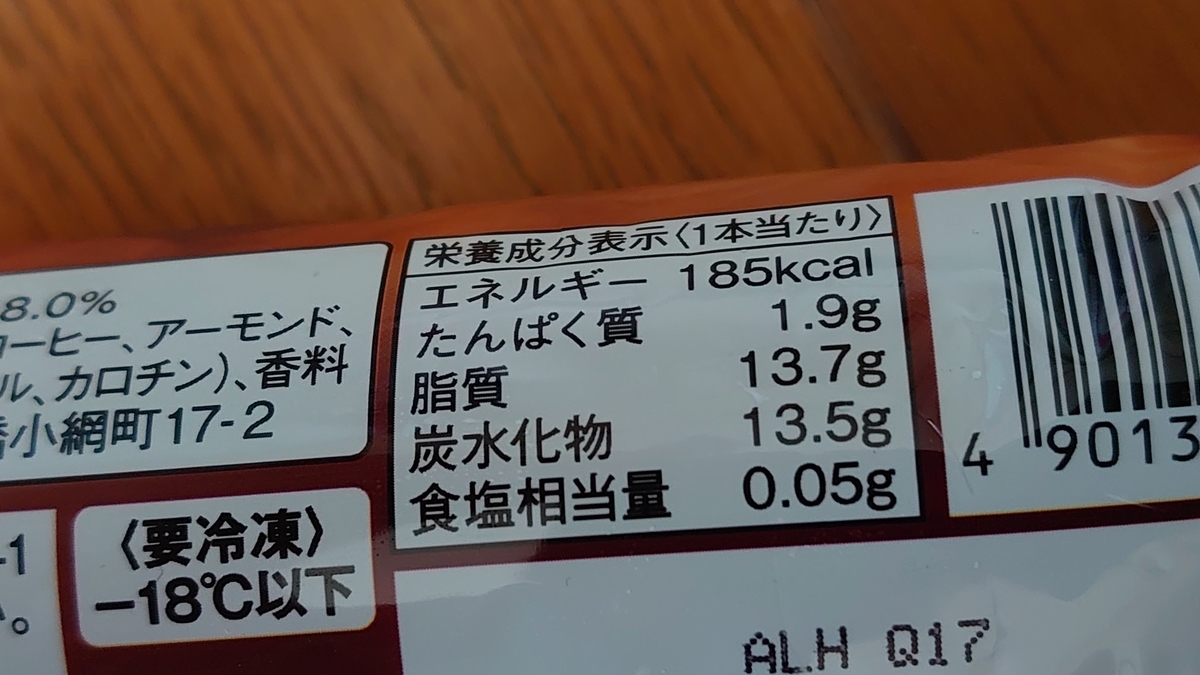 8.0%
コーヒー、アーモンド、
ル、カロチン)、香料
小網町17-2
-1
。
〈要冷凍〉
-18℃以下
栄養成分表示〈1本当たり〉
エネルギー 185kcal
たんぱく質 1.9g
脂質 13.7g
炭水化物 13.5g
食塩相当量 0.05g
4 9013
ALH Q17